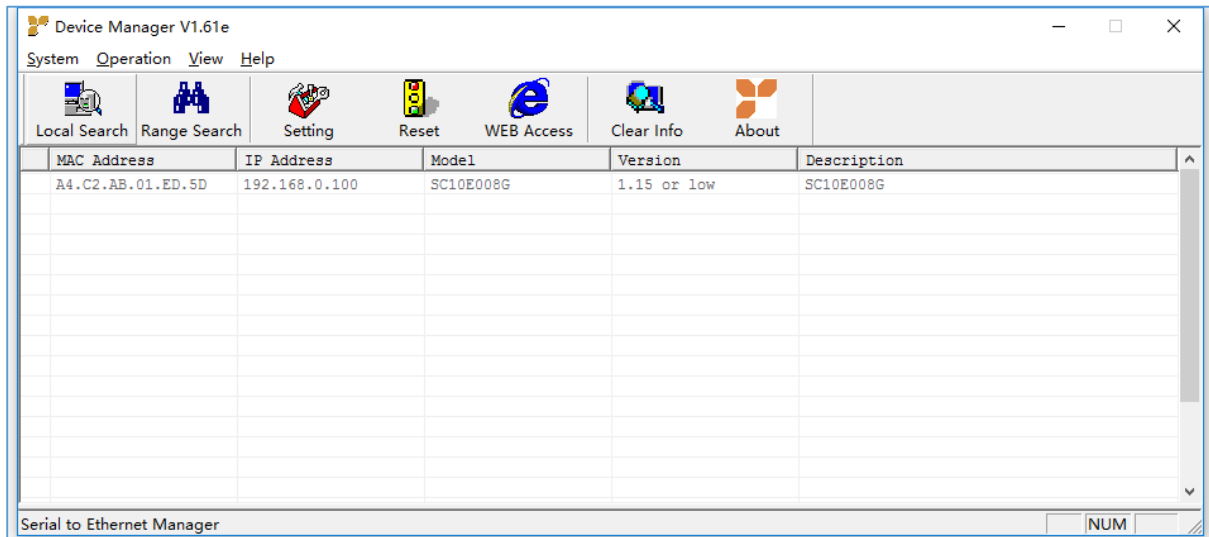 Device Manager V1.61e
System Operation View Help
Local Search Range Search Setting Reset WEB Access Clear Info About
MAC Address IP Address Model Version Description
A4.C2.AB.01.ED.5D 192.168.0.100 SC10E008G 1.15 or low SC10E008G
Serial to Ethernet Manager NUM